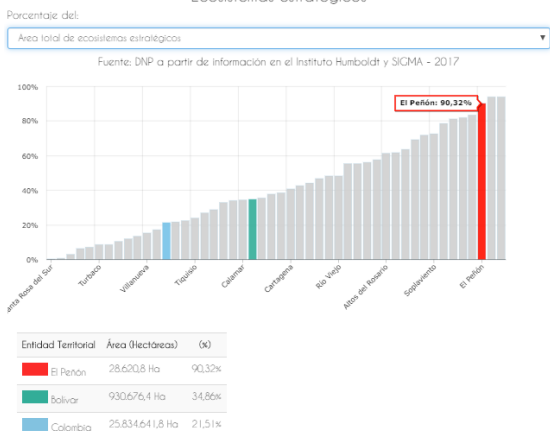 Ecosistemas estratégicos
Porcentaje del:
Área total de ecosistemas estratégicos
Fuente: DNP a partir de información en el Instituto Humboldt y SIGMA - 2017
100%
80%
60%
40%
20%
0%
El Peñón: 90,32%
anta Rosa del Sur
Turbaco
Villanueva
Tiquisio
Calamar
Cartagena
Río Viejo
Altos del Rosario
Soplaviento
El Peñón
Entidad Territorial Área (Hectáreas) (%)
El Peñón 28.620,8 Ha 90,32%
Bolívar 930.676,4 Ha 34,86%
Colombia 25.834.641,8 Ha 21,51%